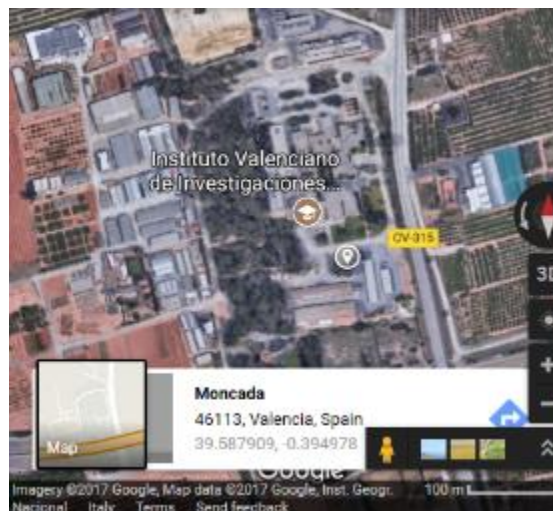 Instituto Valenciano
de Investigaciones...
CV-315
3D
Moncada
46113, Valencia, Spain
39.587909, -0.394978
Map
Google
Imagery ©2017 Google, Map data ©2017 Google, Inst. Geogr.
100 m
Nacional Italy Terms Send feedback